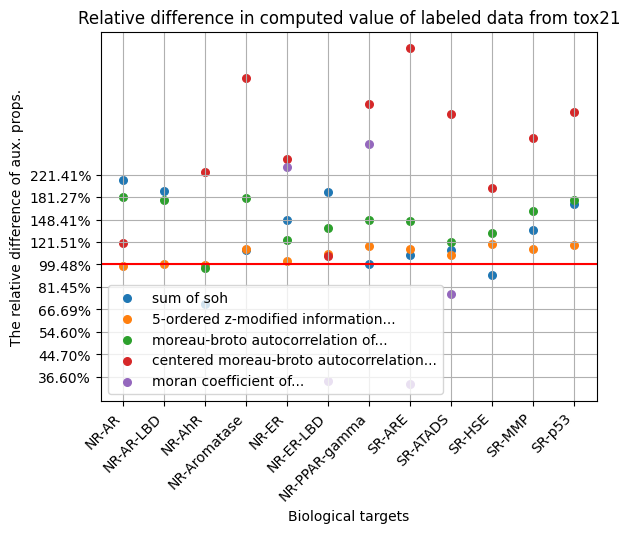 Relative difference in computed value of labeled data from tox21
The relative difference of aux. props.
221.41%
181.27%
148.41%
121.51%
99.48%
81.45%
66.69%
54.60%
44.70%
36.60%
sum of soh
5-ordered z-modified information...
moreau-broto autocorrelation of...
centered moreau-broto autocorrelation...
moran coefficient of...
NR-AR
NR-AR-LBD
NR-AhR
NR-Aromatase
NR-ER
NR-ER-LBD
NR-PPAR-gamma
SR-ARE
SR-ATADS
SR-HSE
SR-MMP
SR-p53
Biological targets